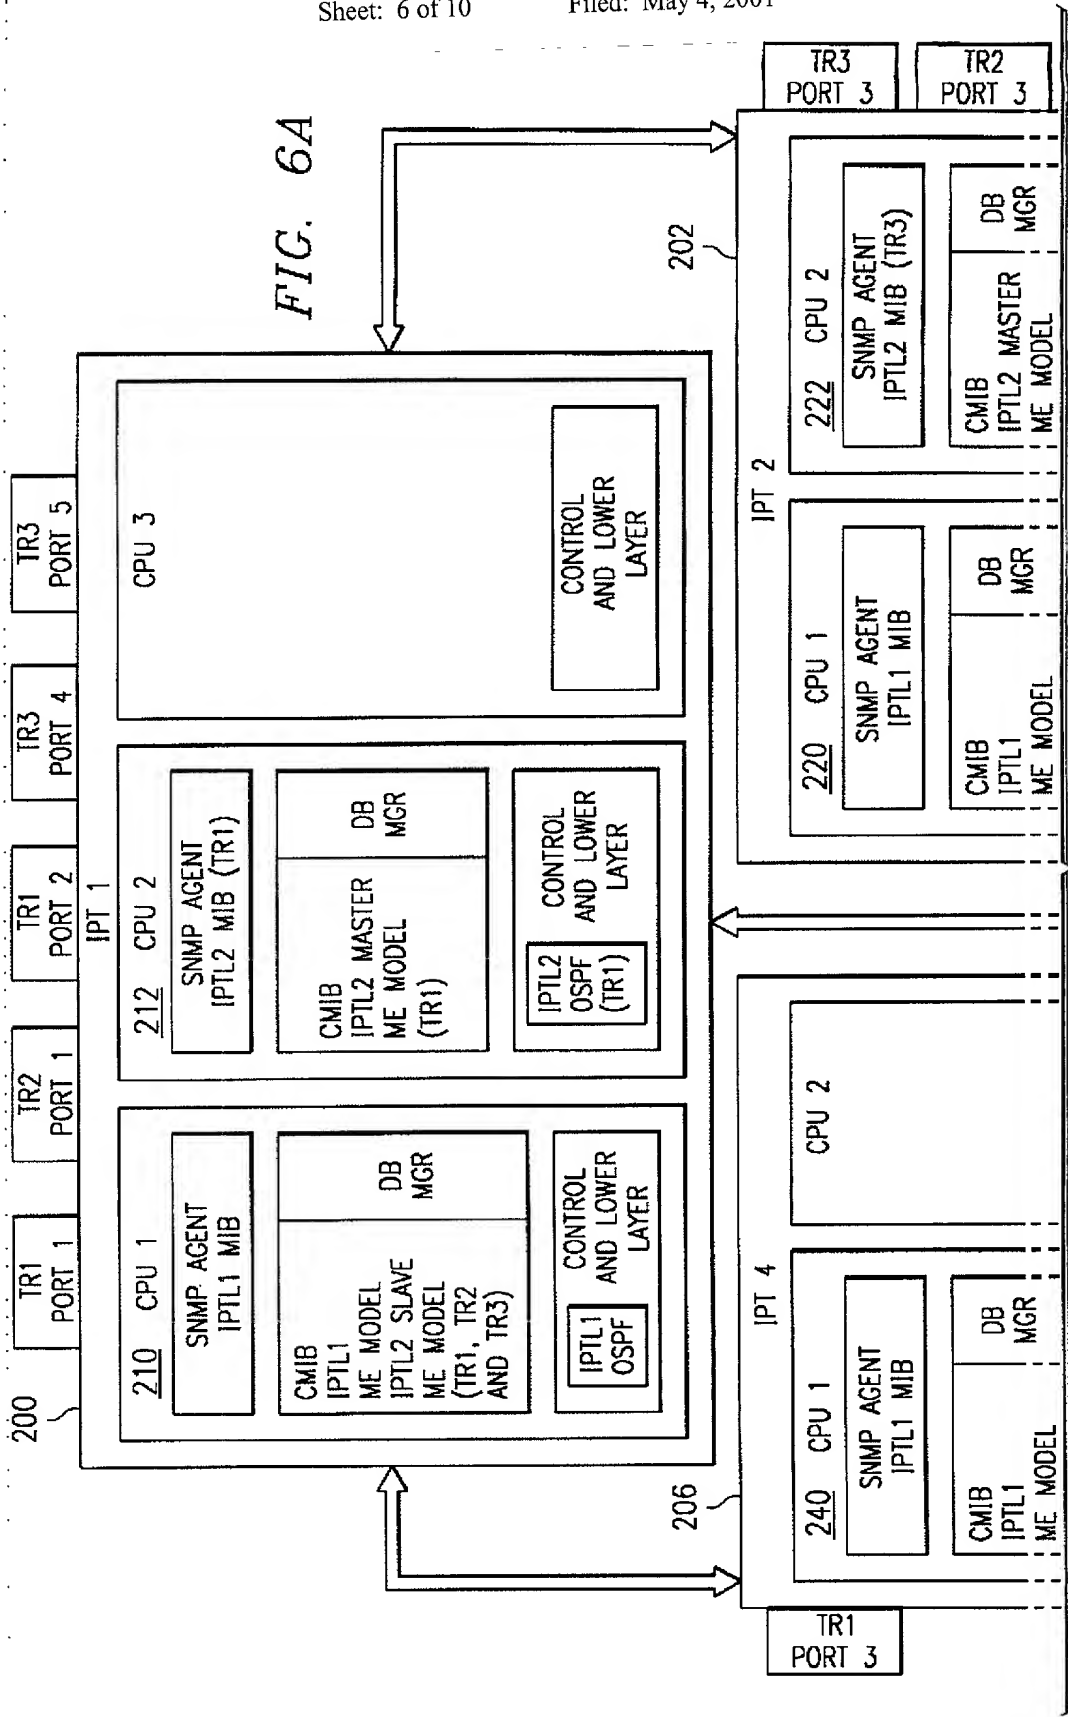 Sheet: 6 of 10
Filed: May 4, 2001
FIG. 6A
200
TR1
PORT 1
TR2
PORT 1
TR1
PORT 2
TR3
PORT 4
TR3
PORT 5
IPT 1
210
CPU 1
SNMP AGENT
IPTL1 MIB
CMIB
IPTL1
ME MODEL
IPTL2 SLAVE
ME MODEL
(TR1, TR2
AND TR3)
DB
MGR
CONTROL
AND LOWER
LAYER
IPTL1
OSPF
212
CPU 2
SNMP AGENT
IPTL2 MIB (TR1)
CMIB
IPTL2 MASTER
ME MODEL
(TR1)
DB
MGR
CONTROL
AND LOWER
LAYER
IPTL2
OSPF
(TR1)
CPU 3
CONTROL
AND LOWER
LAYER
206
TR1
PORT 3
IPT 4
240
CPU 1
SNMP AGENT
IPTL1 MIB
CMIB
IPTL1
ME MODEL
DB
MGR
CPU 2
202
TR3
PORT 3
TR2
PORT 3
IPT 2
220
CPU 1
SNMP AGENT
IPTL1 MIB
CMIB
IPTL1
ME MODEL
DB
MGR
222
CPU 2
SNMP AGENT
IPTL2 MIB (TR3)
CMIB
IPTL2 MASTER
ME MODEL
DB
MGR